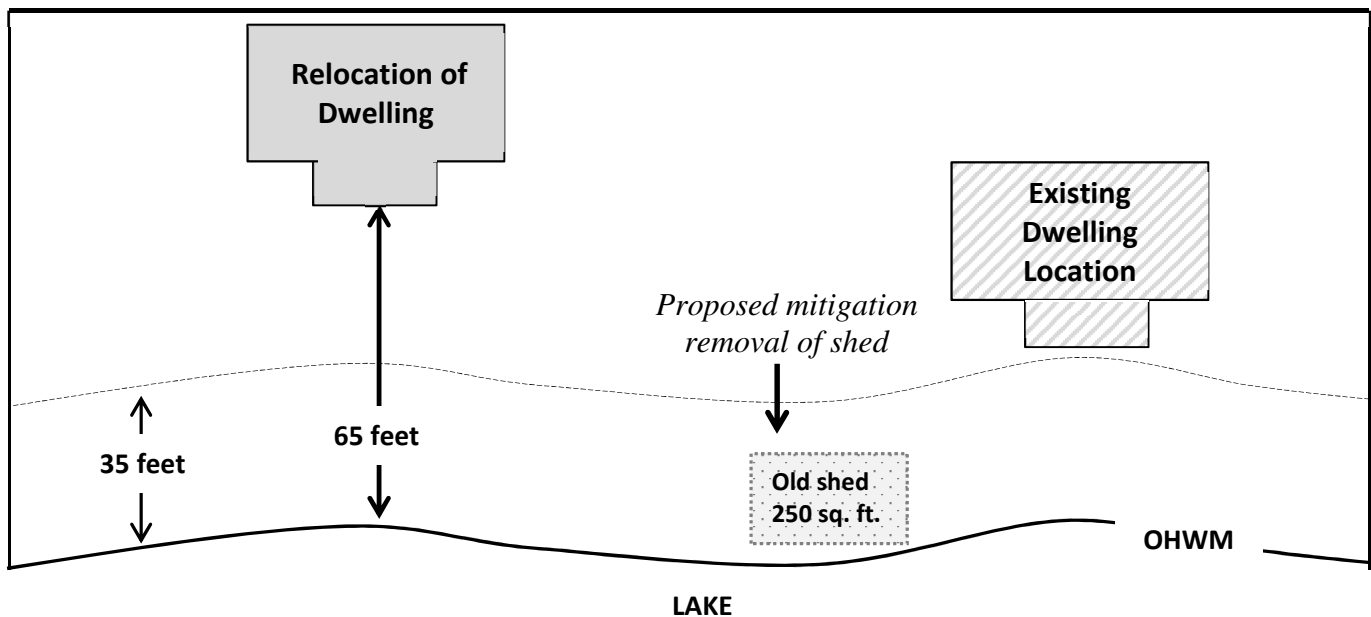 Relocation of
Dwelling
Existing
Dwelling
Location
Proposed mitigation
removal of shed
35 feet
65 feet
Old shed
250 sq. ft.
OHWM
LAKE